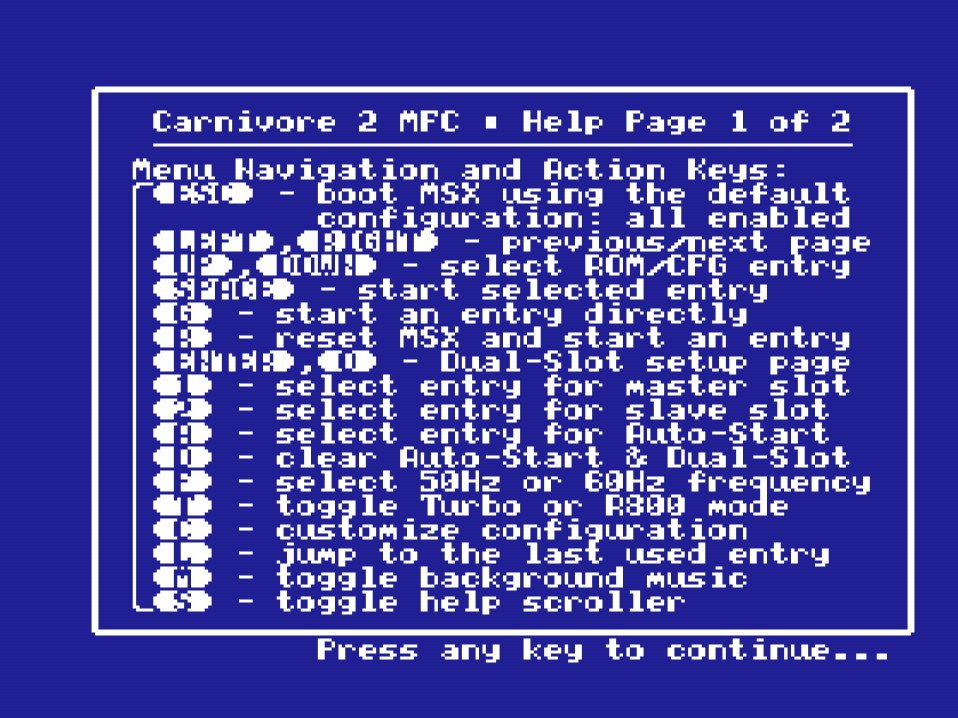 Carnivore 2 MFC ▪ Help Page 1 of 2
Menu Navigation and Action Keys:
ESC - boot MSX using the default
configuration: all enabled
LEFT,RIGHT - previous/next page
UP,DOWN - select ROM/CFG entry
SPACE - start selected entry
G - start an entry directly
R - reset MSX and start an entry
ENTER, - Dual-Slot setup page
1 - select entry for master slot
2 - select entry for slave slot
A - select entry for Auto-Start
- clear Auto-Start & Dual-Slot
F - select 50Hz or 60Hz frequency
T - toggle Turbo or R800 mode
C - customize configuration
- jump to the last used entry
M - toggle background music
S - toggle help scroller
Press any key to continue...